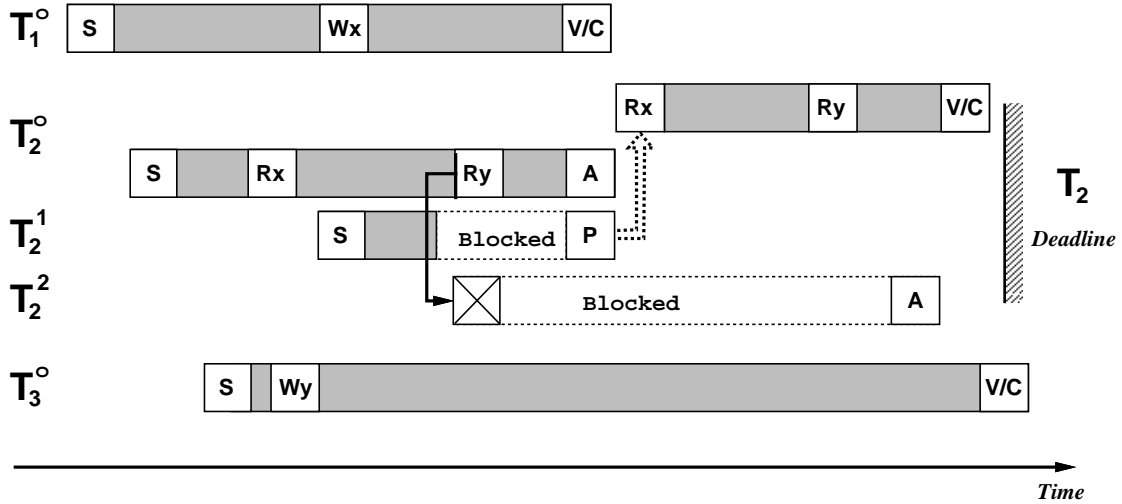 T₁° S Wx V/C
Rx Ry V/C
T₂° S Rx Ry A
T₂
T₂¹ S Blocked P
Deadline
T₂² Blocked A
T₃° S Wy V/C
Time